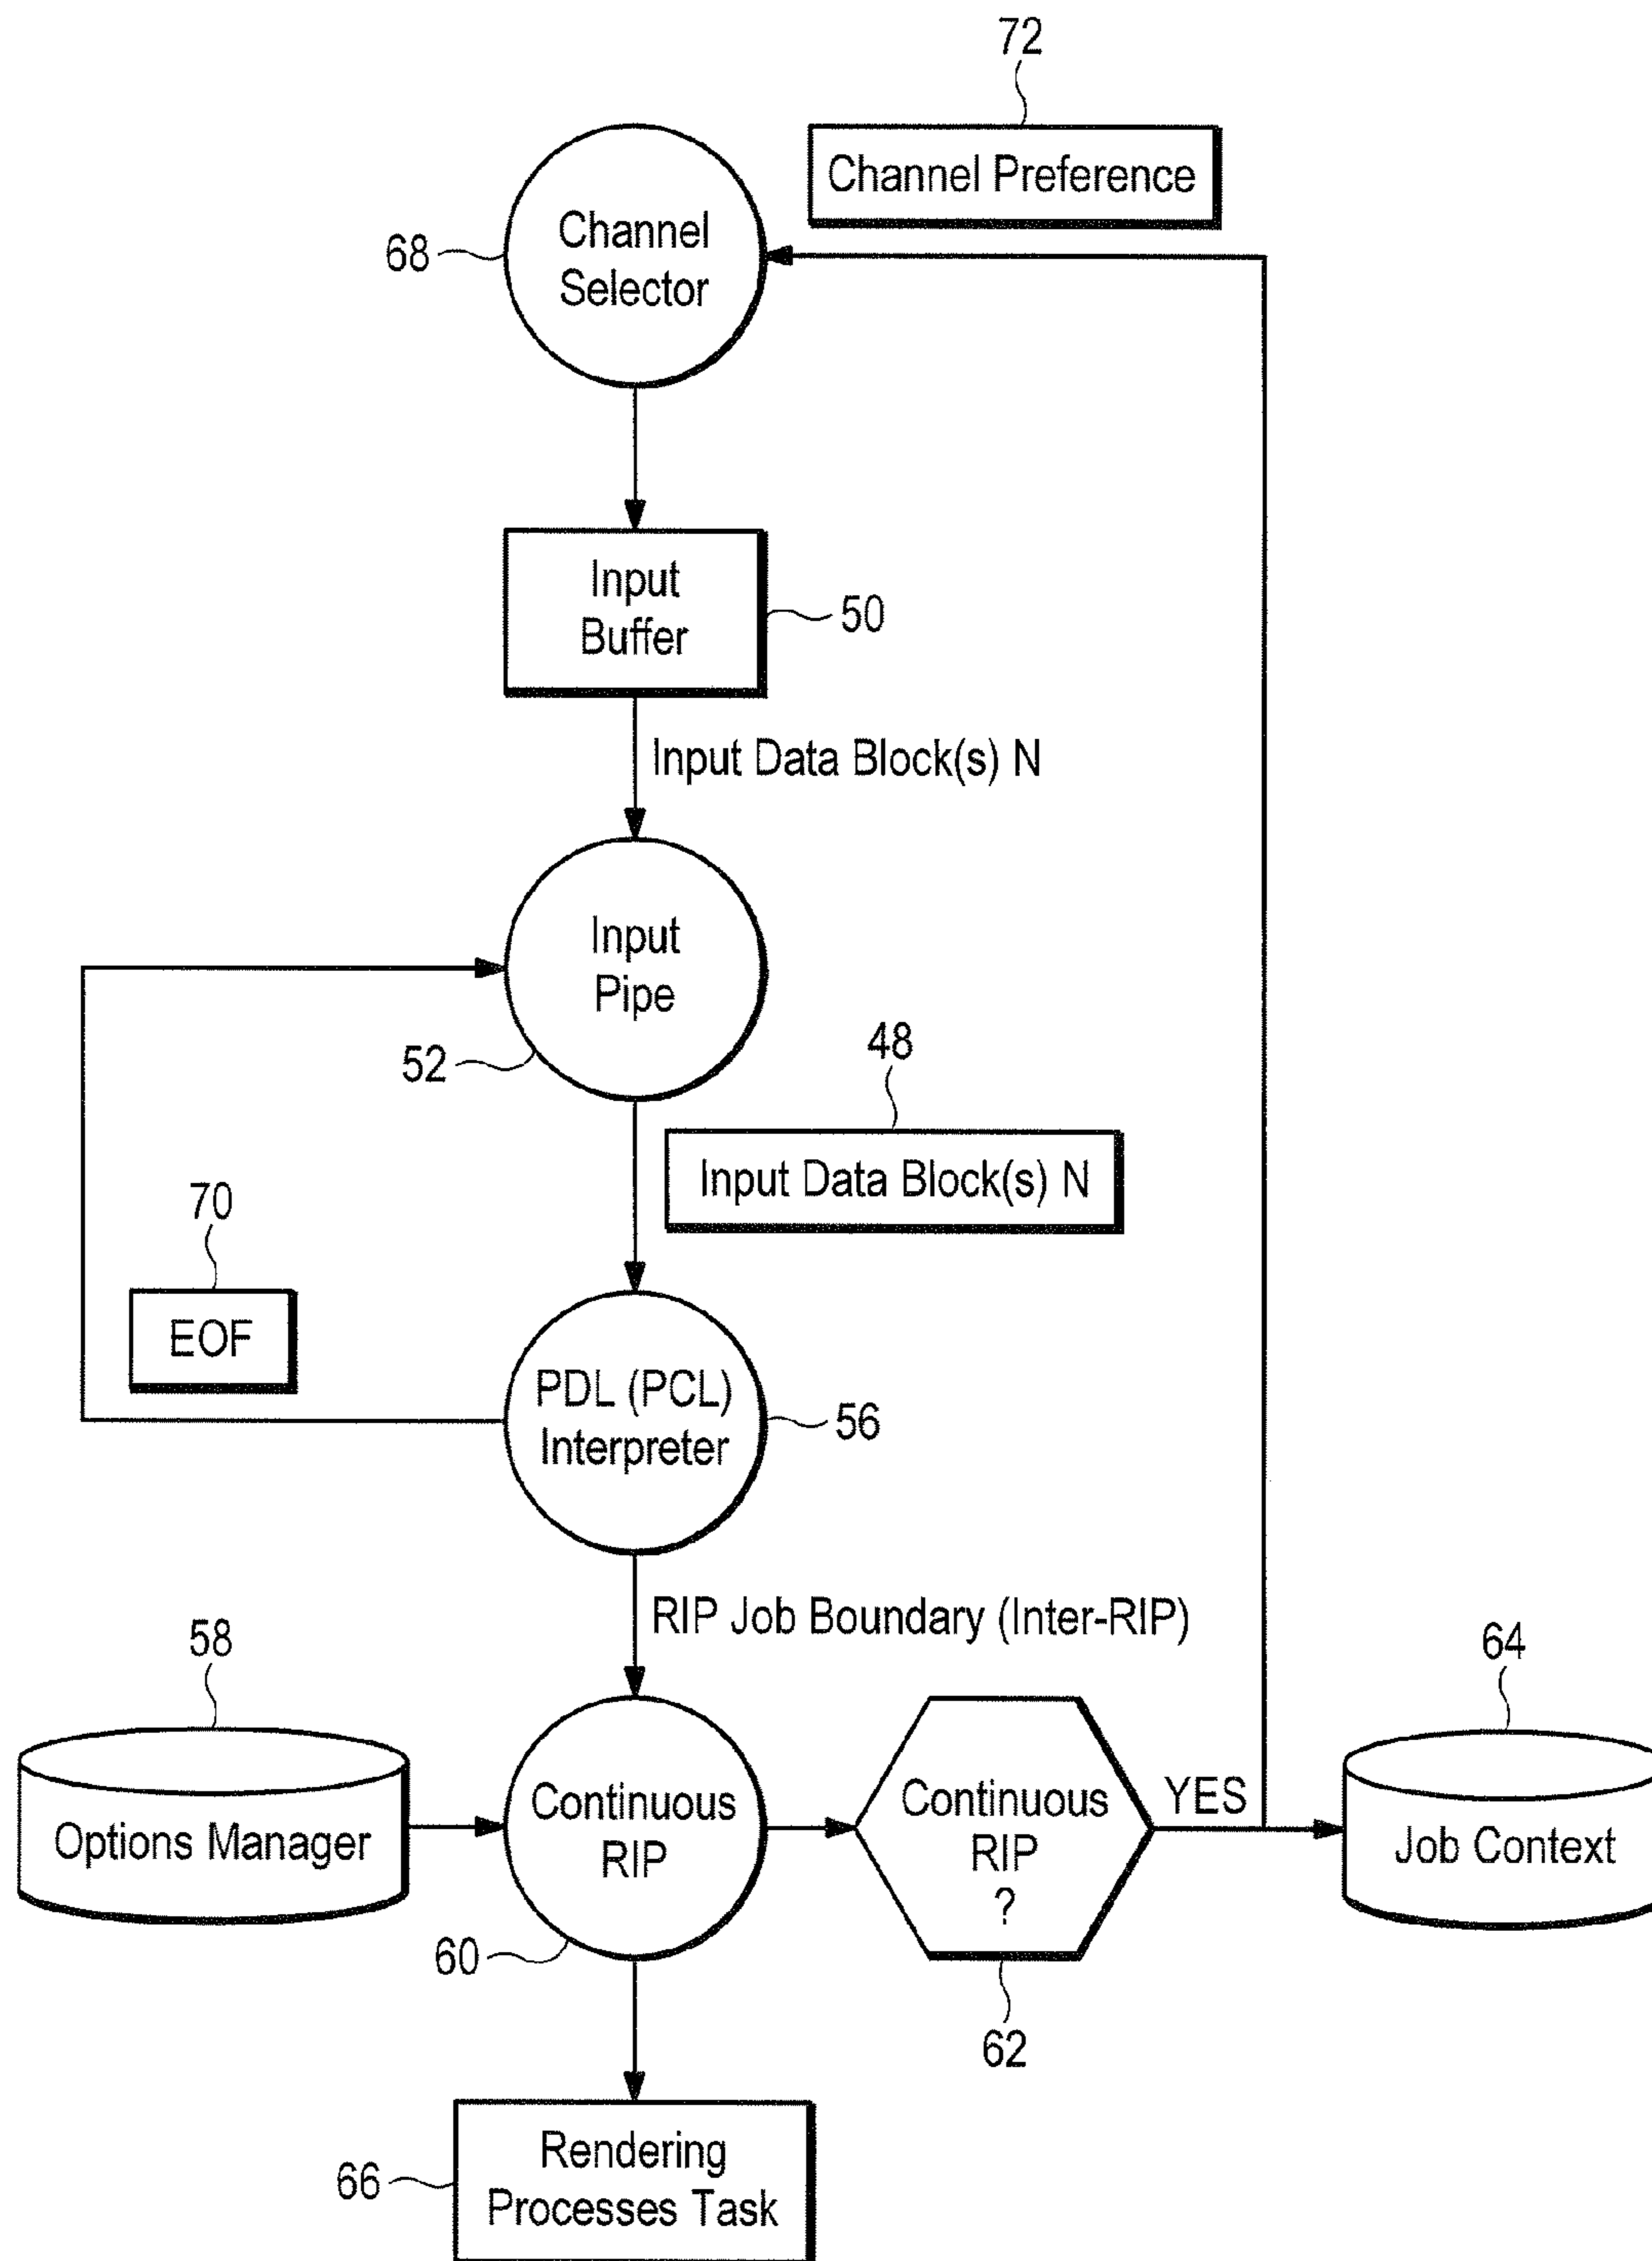 72
Channel Preference
Channel
Selector
68
Input
Buffer
50
Input Data Block(s) N
Input
Pipe
52
48
Input Data Block(s) N
70
EOF
PDL (PCL)
Interpreter
56
RIP Job Boundary (Inter-RIP)
58
Options Manager
Continuous
RIP
60
Continuous
RIP
?
62
YES
64
Job Context
Rendering
Processes Task
66